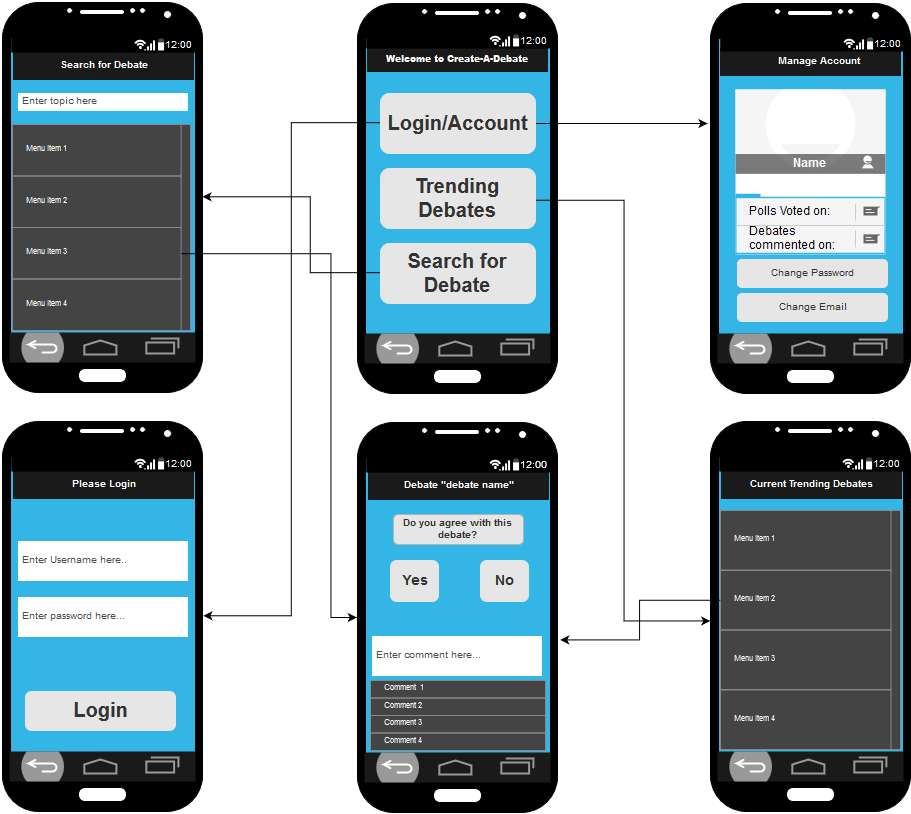 12:00
Search for Debate
Enter topic here
Menu Item 1
Menu Item 2
Menu Item 3
Menu Item 4
12:00
Welcome to Create-A-Debate
Login/Account
Trending
Debates
Search for
Debate
12:00
Manage Account
Name
Polls Voted on:
Debates
commented on:
Change Password
Change Email
12:00
Please Login
Enter Username here..
Enter password here...
Login
12:00
Debate "debate name"
Do you agree with this
debate?
Yes
No
Enter comment here...
Comment 1
Comment 2
Comment 3
Comment 4
12:00
Current Trending Debates
Menu Item 1
Menu Item 2
Menu Item 3
Menu Item 4